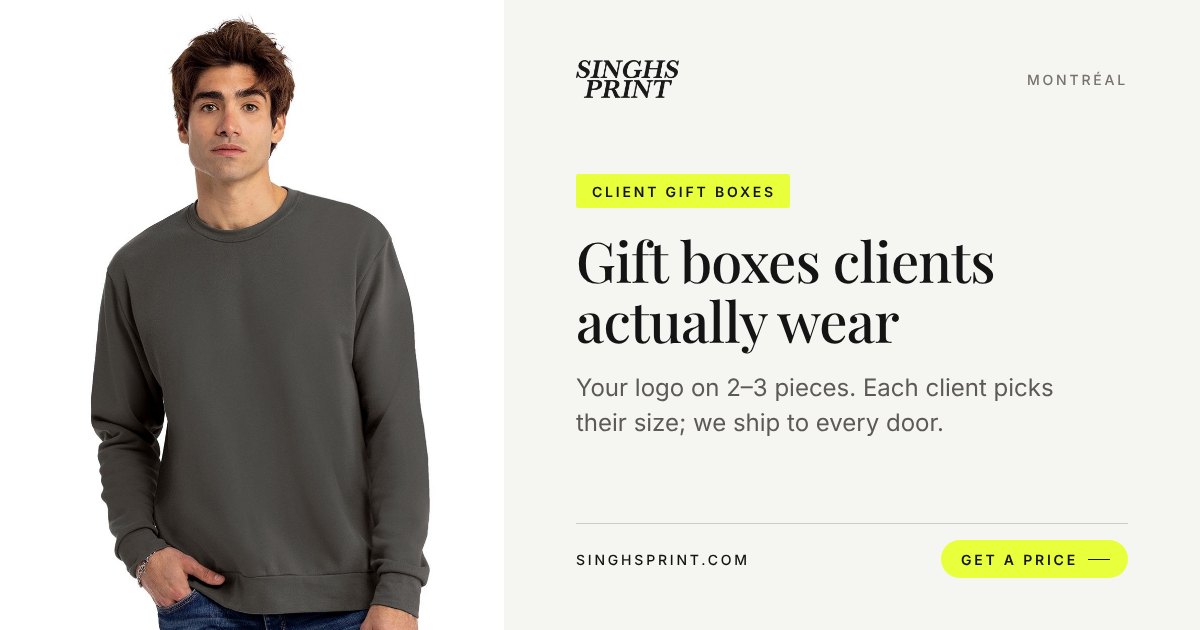 SINGHS
PRINT
MONTRÉAL
CLIENT GIFT BOXES
Gift boxes clients
actually wear
Your logo on 2–3 pieces. Each client picks
their size; we ship to every door.
SINGHSPRINT.COM
GET A PRICE —